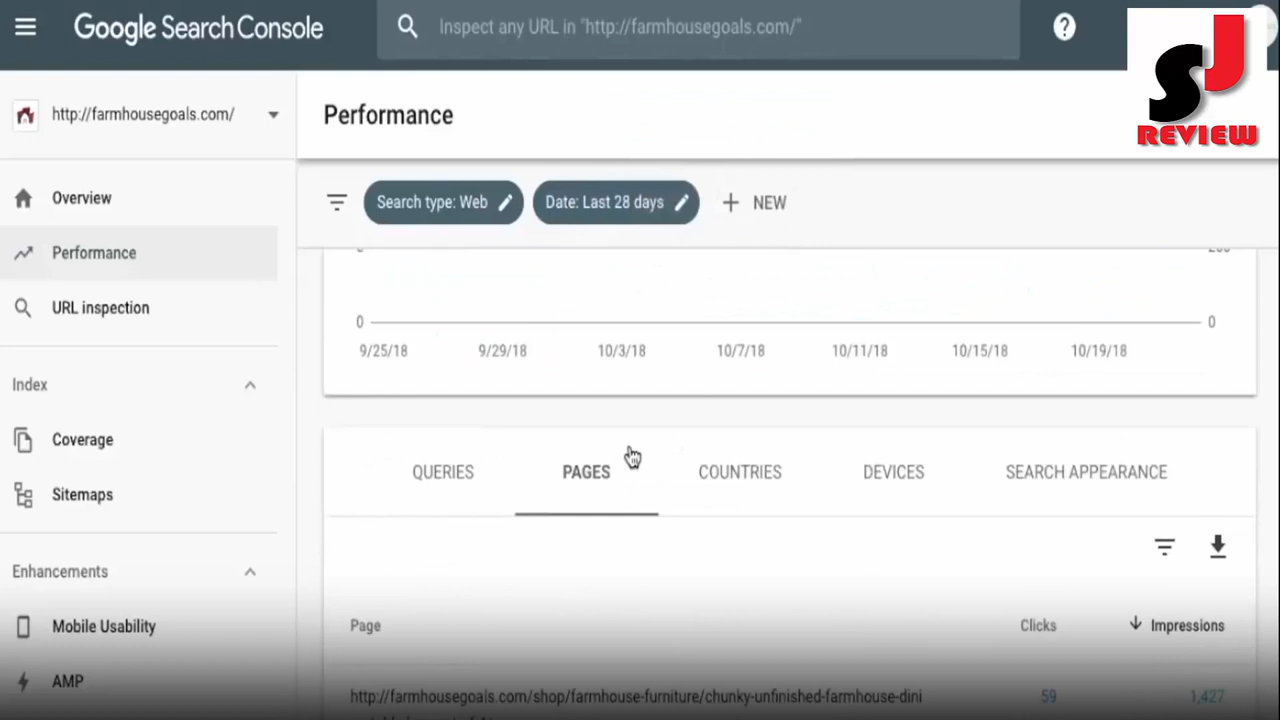 Google Search Console
Inspect any URL in "http://farmhousegoals.com/"
SJ
REVIEW
http://farmhousegoals.com/
Performance
Overview
Performance
URL inspection
Index
Coverage
Sitemaps
Enhancements
Mobile Usability
AMP
Search type: Web
Date: Last 28 days
+ NEW
0
0
9/25/18 9/29/18 10/3/18 10/7/18 10/11/18 10/15/18 10/19/18
QUERIES PAGES COUNTRIES DEVICES SEARCH APPEARANCE
Page Clicks Impressions
http://farmhousegoals.com/shop/farmhouse-furniture/chunky-unfinished-farmhouse-dini 59 1,427